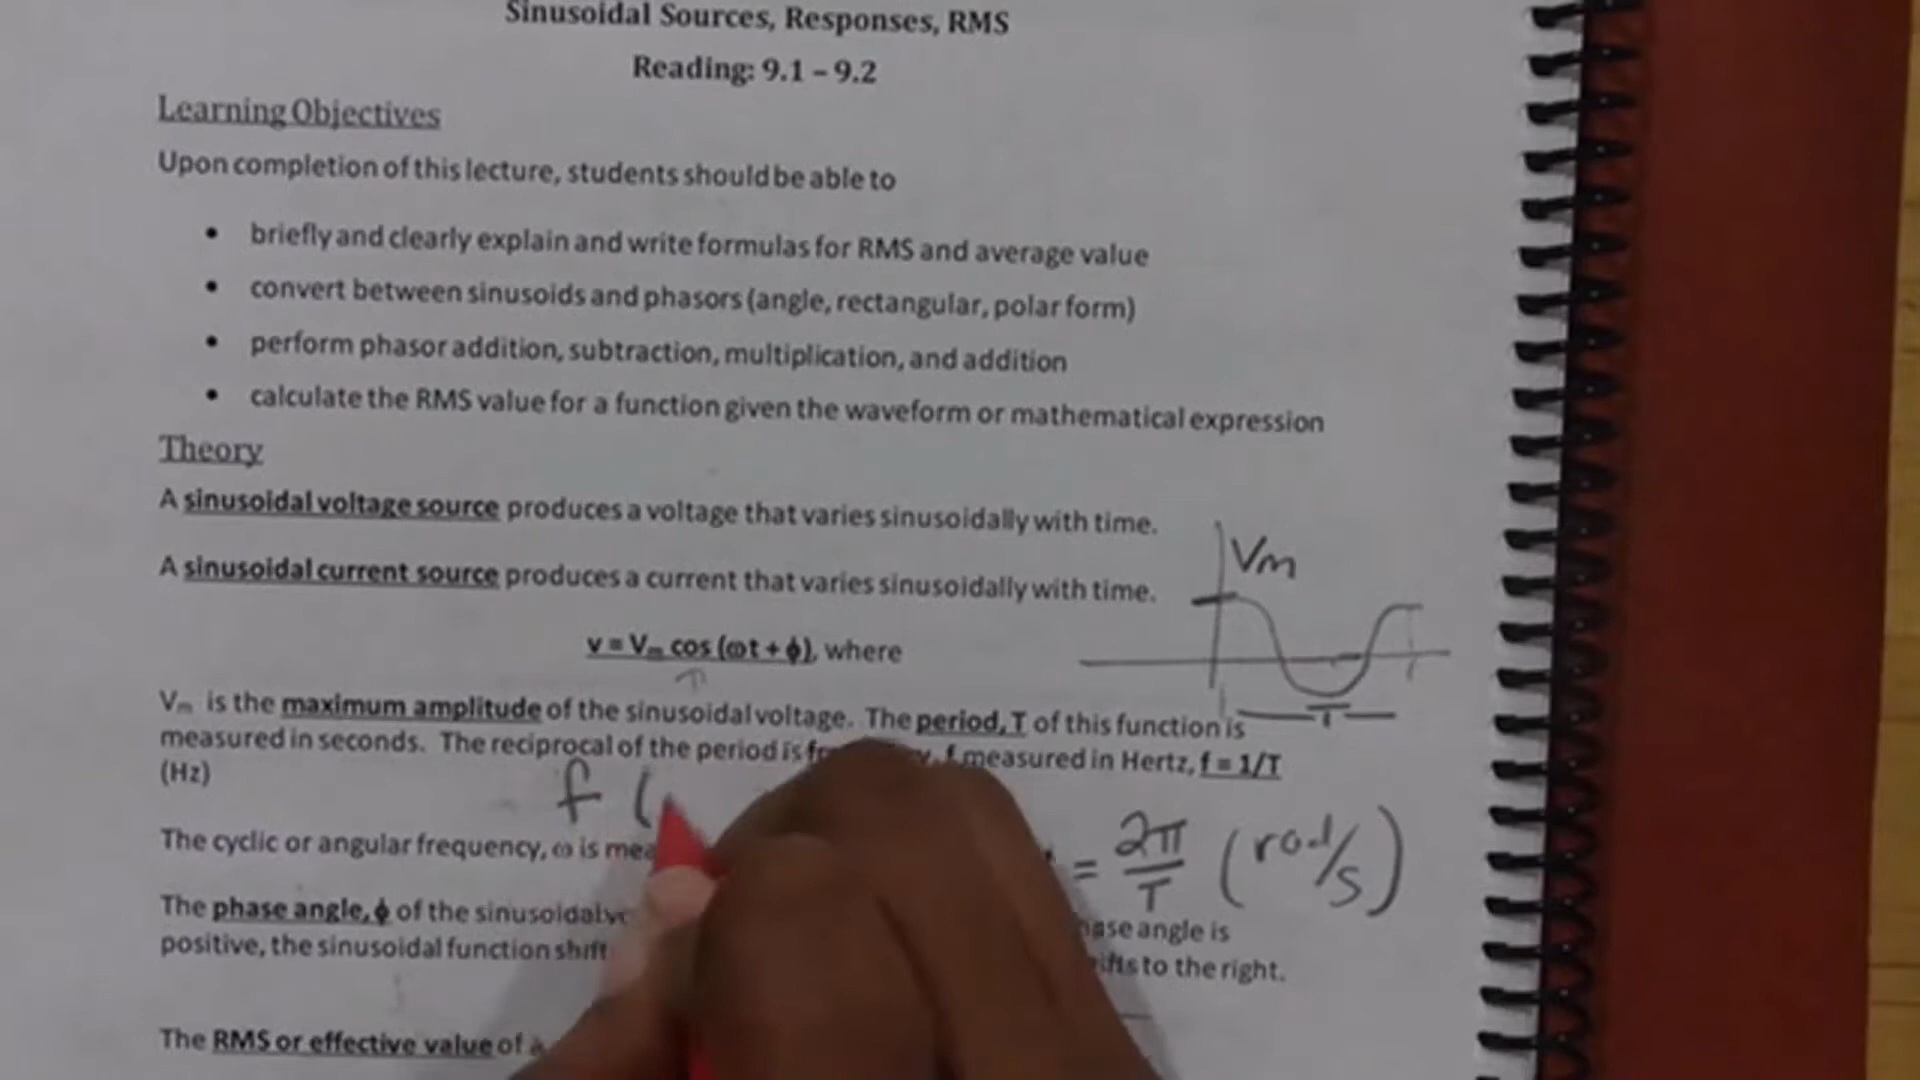 Sinusoidal Sources, Responses, RMS
Reading: 9.1 – 9.2
Learning Objectives
Upon completion of this lecture, students should be able to
• briefly and clearly explain and write formulas for RMS and average value
• convert between sinusoids and phasors (angle, rectangular, polar form)
• perform phasor addition, subtraction, multiplication, and addition
• calculate the RMS value for a function given the waveform or mathematical expression
Theory
A sinusoidal voltage source produces a voltage that varies sinusoidally with time.
Vm
A sinusoidal current source produces a current that varies sinusoidally with time.
v = Vm cos (ωt + ϕ), where
Vm is the maximum amplitude of the sinusoidal voltage. The period, T of this function is
T
measured in seconds. The reciprocal of the period is f measured in Hertz, f = 1/T
(Hz)
f (
The cyclic or angular frequency, ω is = 2π/T (rad/s)
The phase angle, ϕ of the sinusoidal angle is
positive, the sinusoidal function to the right.
The RMS or effective value of a